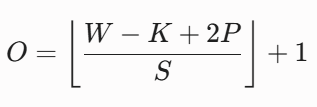 O = ⌊(W − K + 2P) / S⌋ + 1